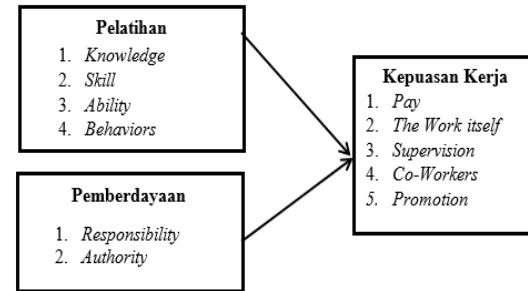 Pelatihan
1. Knowledge
2. Skill
3. Ability
4. Behaviors
Pemberdayaan
1. Responsibility
2. Authority
Kepuasan Kerja
1. Pay
2. The Work itself
3. Supervision
4. Co-Workers
5. Promotion